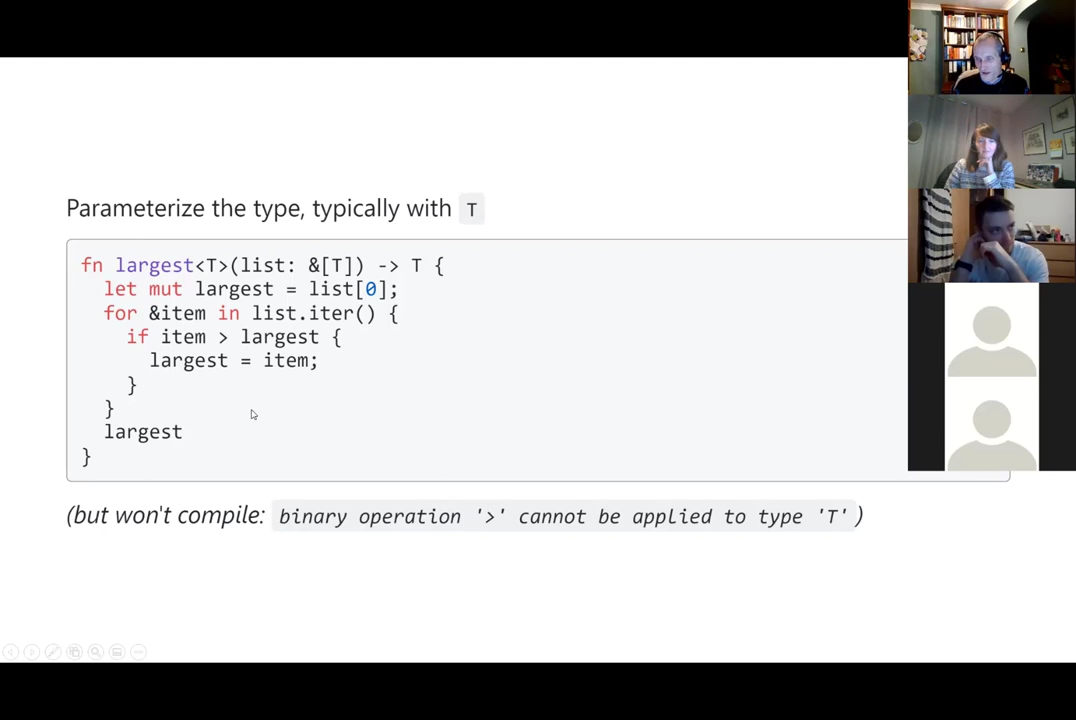 Parameterize the type, typically with T
fn largest<T>(list: &[T]) -> T {
let mut largest = list[0];
for &item in list.iter() {
if item > largest {
largest = item;
}
}
largest
}
(but won't compile: binary operation '>' cannot be applied to type 'T' )